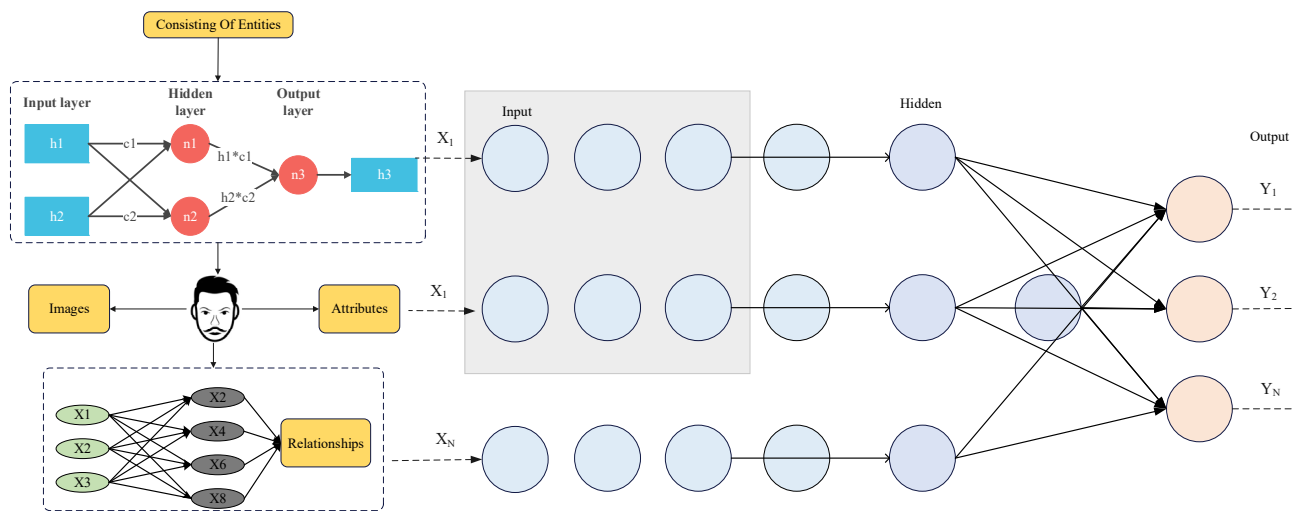 Consisting Of Entities
Input layer
Hidden
layer
Output
layer
h1
c1
n1
h1*c1
n3
h3
h2
c2
n2
h2*c2
Images
Attributes
X1
X2
X3
X2
X4
X6
X8
Relationships
X1
X1
XN
Input
Hidden
Output
Y1
Y2
YN